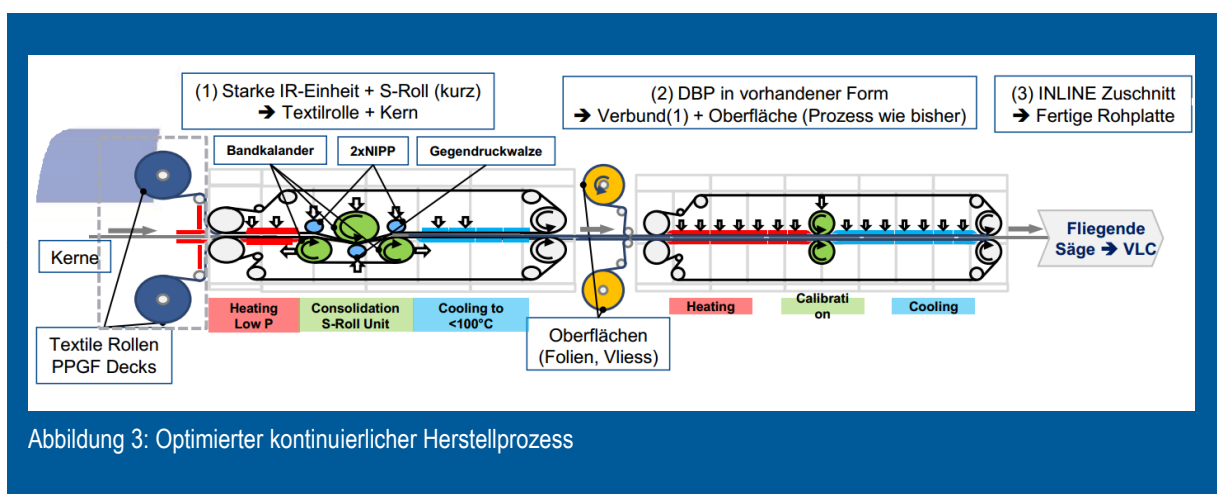 (1) Starke IR-Einheit + S-Roll (kurz)
➔ Textilrolle + Kern
(2) DBP in vorhandener Form
➔ Verbund(1) + Oberfläche (Prozess wie bisher)
(3) INLINE Zuschnitt
➔ Fertige Rohplatte
Bandkalander
2xNIPP
Gegendruckwalze
Kerne
Fliegende
Säge ➔ VLC
Heating
Low P
Consolidation
S-Roll Unit
Cooling to
<100°C
Heating
Calibrati
on
Cooling
Textile Rollen
PPGF Decks
Oberflächen
(Folien, Vliess)
Abbildung 3: Optimierter kontinuierlicher Herstellprozess